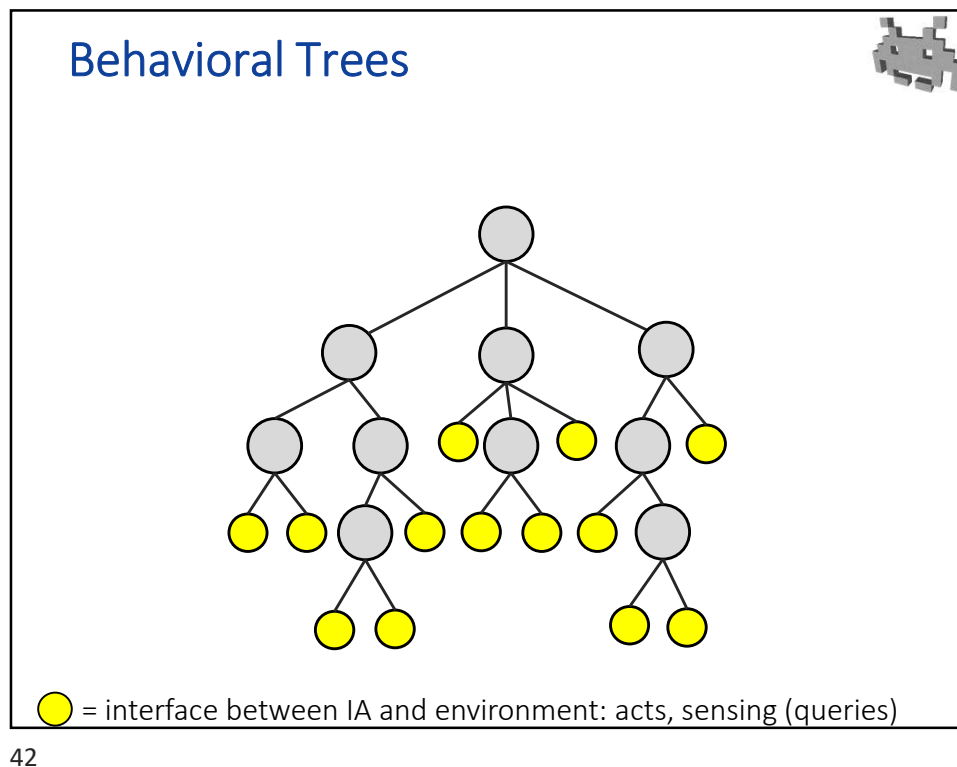 Behavioral Trees
= interface between IA and environment: acts, sensing (queries)
42